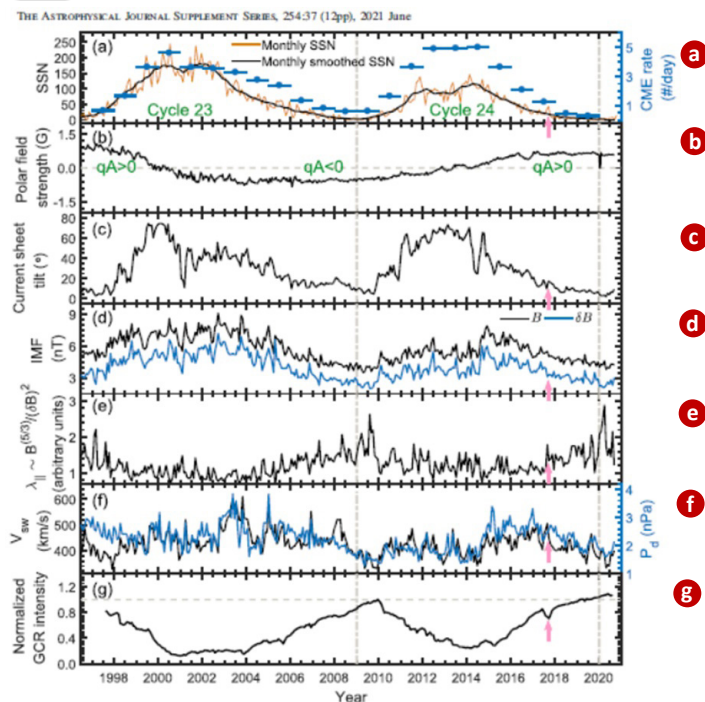 THE ASTROPHYSICAL JOURNAL SUPPLEMENT SERIES, 254:37 (12pp), 2021 June
(a)
Monthly SSN
Monthly smoothed SSN
250
200
150
100
50
0
SSN
5
4
3
2
1
CME rate
(#/day)
Cycle 23
Cycle 24
a
(b)
1.5
0.0
-1.5
Polar field
strength (G)
qA>0
qA<0
qA>0
b
(c)
80
60
40
20
0
Current sheet
tilt (°)
c
(d)
B
δB
9
6
3
IMF
(nT)
d
(e)
3
2
1
λ|| ~ B^(5/3)/(δB)^2
(arbitrary units)
e
(f)
600
500
400
Vsw
(km/s)
4
3
2
1
Pd (nPa)
f
(g)
1.2
0.8
0.4
0.0
Normalized
GCR intensity
g
1998 2000 2002 2004 2006 2008 2010 2012 2014 2016 2018 2020
Year